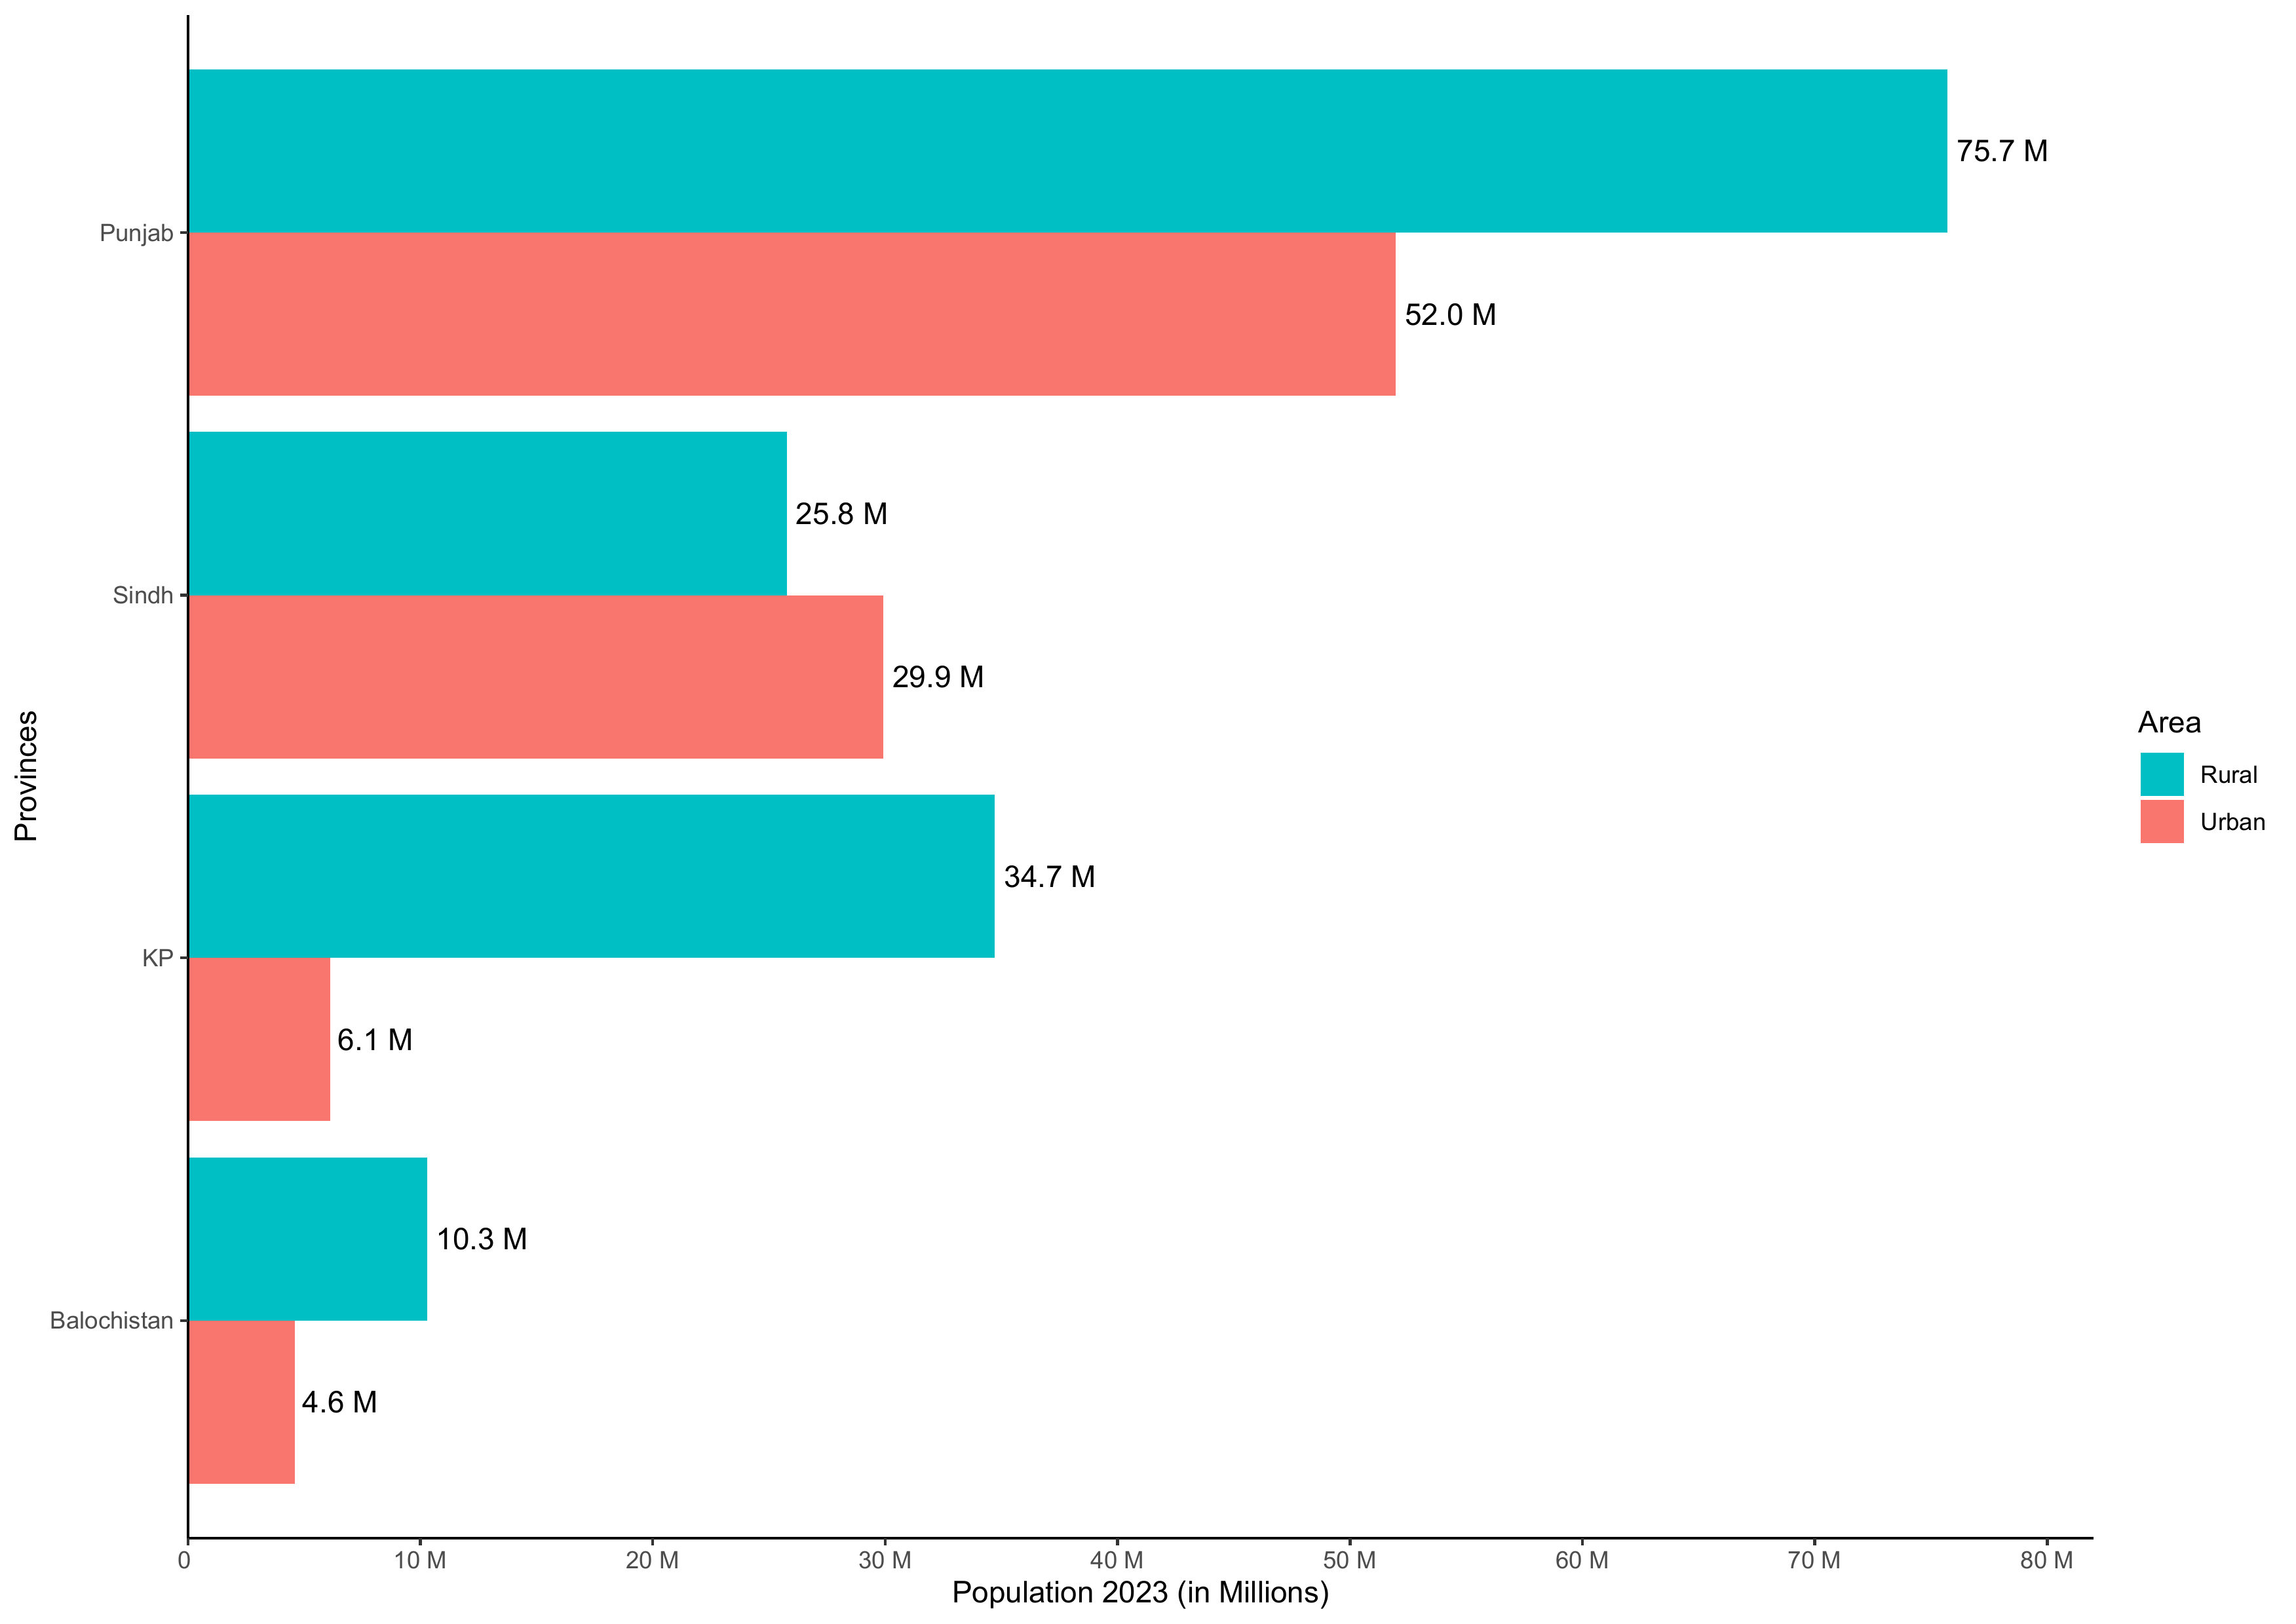 Provinces
Punjab
75.7 M
52.0 M
Sindh
25.8 M
29.9 M
KP
34.7 M
6.1 M
Balochistan
10.3 M
4.6 M
0 10 M 20 M 30 M 40 M 50 M 60 M 70 M 80 M
Population 2023 (in Millions)
Area
Rural
Urban